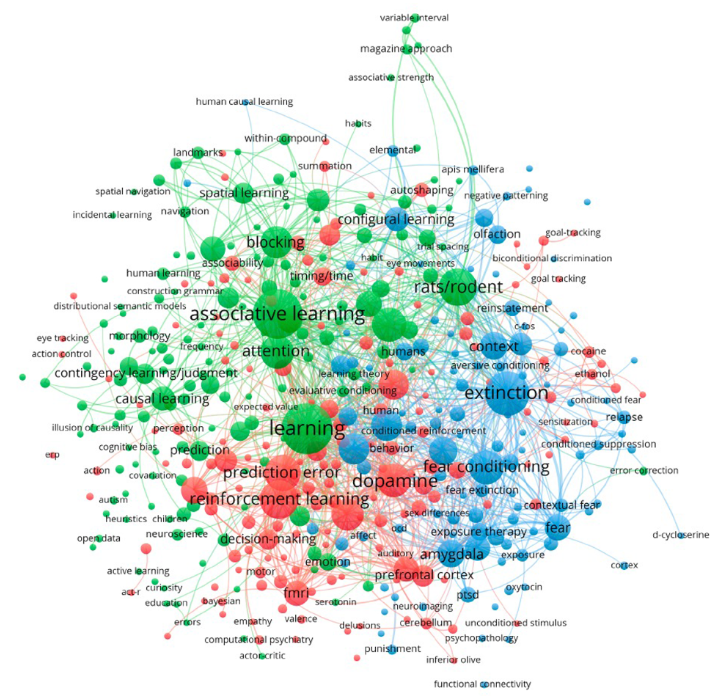 variable interval
magazine approach
associative strength
human causal learning
habits
within-compound
elemental
landmarks
summation
apis mellifera
spatial navigation
spatial learning
autoshaping
negative patterning
incidental learning
navigation
configural learning
olfaction
goal-tracking
blocking
trial spacing
associability
habit
eye movements
biconditional discrimination
human learning
timing/time
goal tracking
construction grammar
rats/rodent
distributional semantic models
associative learning
reinstatement
c-fos
eye tracking
morphology
frequency
action control
attention
humans
context
cocaine
contingency learning/judgment
learning theory
aversive conditioning
ethanol
evaluative conditioning
extinction
causal learning
expected value
human
conditioned fear
sensitization
relapse
illusion of causality
perception
learning
conditioned reinforcement
conditioned suppression
cognitive bias
prediction
behavior
erp
action
covariation
prediction error
dopamine
fear conditioning
error correction
fear extinction
autism
reinforcement learning
contextual fear
heuristics
children
sex differences
open data
neuroscience
decision-making
affect
ocd
exposure therapy
fear
d-cycloserine
auditory
amygdala
exposure
active learning
motor
emotion
prefrontal cortex
cortex
act-r
curiosity
education
bayesian
fmri
serotonin
ptsd
oxytocin
neuroimaging
errors
empathy
valence
delusions
cerebellum
unconditioned stimulus
computational psychiatry
psychopathology
actor-critic
punishment
inferior olive
functional connectivity